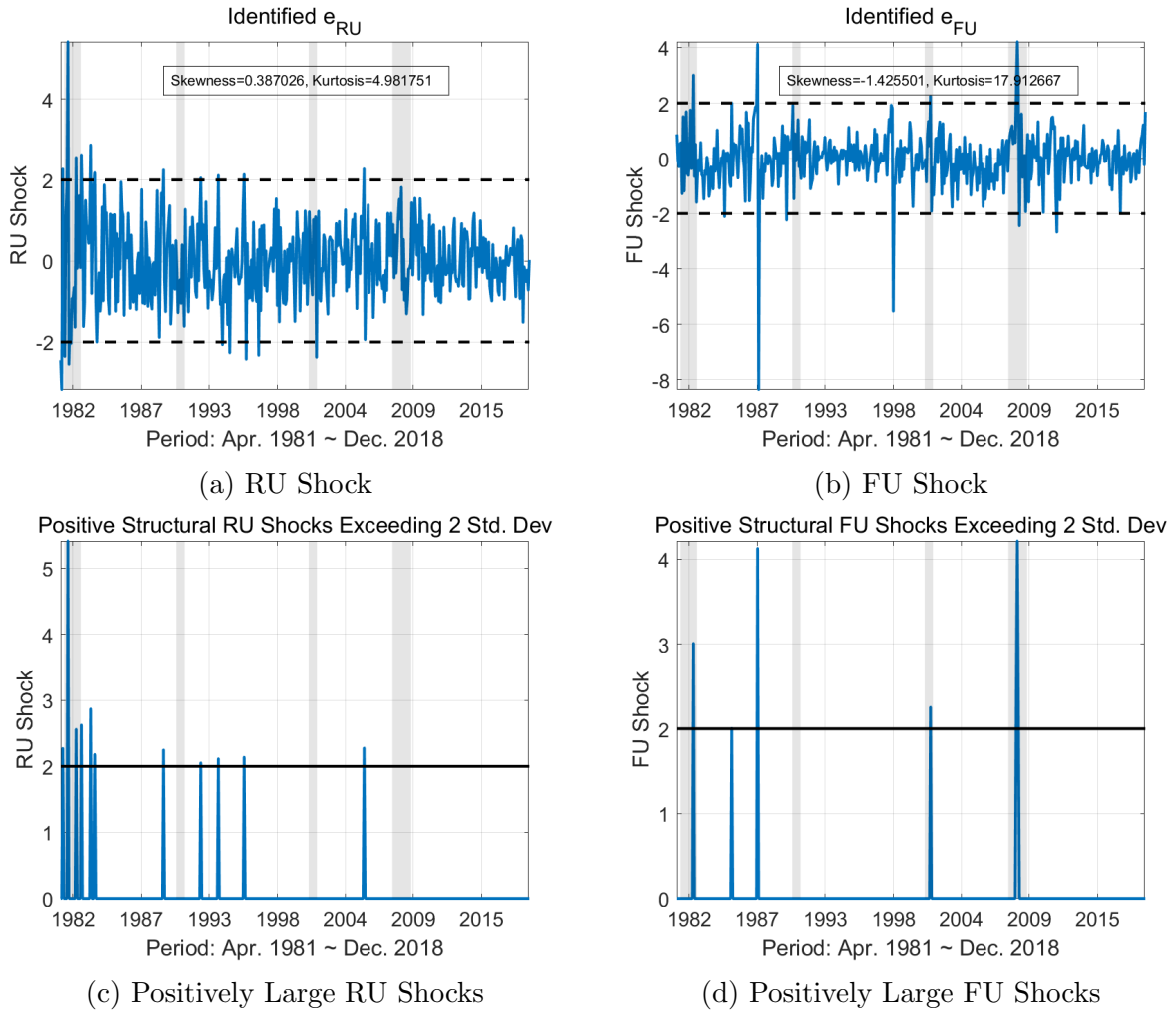 Identified e_RU
Skewness=0.387026, Kurtosis=4.981751
RU Shock
4
2
0
-2
1982 1987 1993 1998 2004 2009 2015
Period: Apr. 1981 ~ Dec. 2018
(a) RU Shock
Identified e_FU
Skewness=-1.425501, Kurtosis=17.912667
FU Shock
4
2
0
-2
-4
-6
-8
1982 1987 1993 1998 2004 2009 2015
Period: Apr. 1981 ~ Dec. 2018
(b) FU Shock
Positive Structural RU Shocks Exceeding 2 Std. Dev
RU Shock
5
4
3
2
1
0
1982 1987 1993 1998 2004 2009 2015
Period: Apr. 1981 ~ Dec. 2018
(c) Positively Large RU Shocks
Positive Structural FU Shocks Exceeding 2 Std. Dev
FU Shock
4
3
2
1
0
1982 1987 1993 1998 2004 2009 2015
Period: Apr. 1981 ~ Dec. 2018
(d) Positively Large FU Shocks